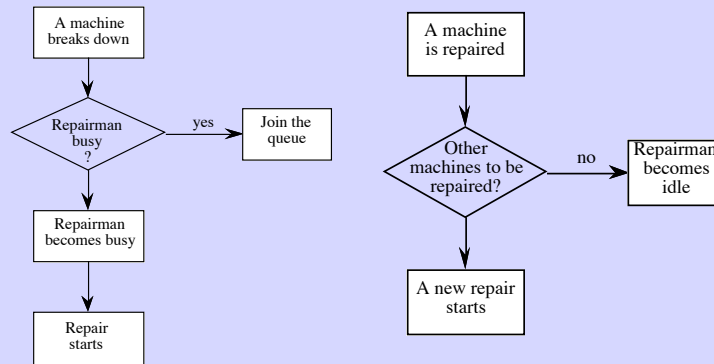 A machine
breaks down
Repairman
busy
?
yes
Join the
queue
Repairman
becomes busy
Repair
starts
A machine
is repaired
Other
machines to be
repaired?
no
Repairman
becomes
idle
A new repair
starts